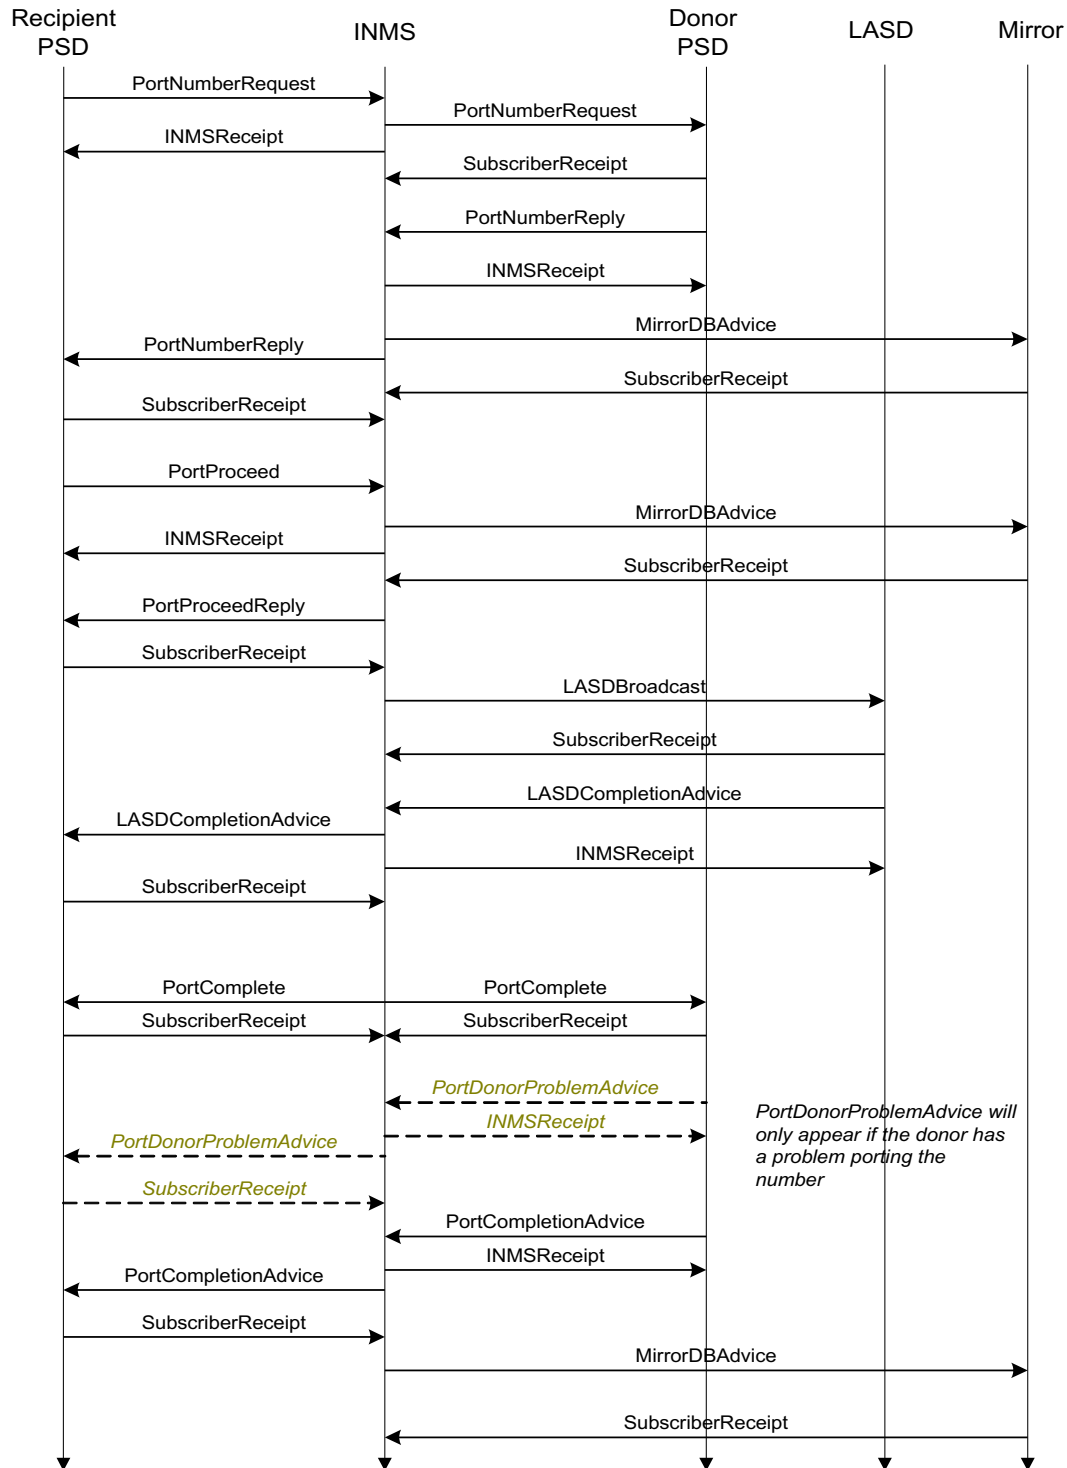 Recipient
PSD
INMS
Donor
PSD
LASD
Mirror
PortNumberRequest
PortNumberRequest
INMSReceipt
SubscriberReceipt
PortNumberReply
INMSReceipt
MirrorDBAdvice
PortNumberReply
SubscriberReceipt
SubscriberReceipt
PortProceed
MirrorDBAdvice
INMSReceipt
SubscriberReceipt
PortProceedReply
SubscriberReceipt
LASDBroadcast
SubscriberReceipt
LASDCompletionAdvice
LASDCompletionAdvice
INMSReceipt
SubscriberReceipt
PortComplete
PortComplete
SubscriberReceipt
SubscriberReceipt
PortDonorProblemAdvice
INMSReceipt
PortDonorProblemAdvice
PortDonorProblemAdvice will
only appear if the donor has
a problem porting the
number
SubscriberReceipt
PortCompletionAdvice
INMSReceipt
PortCompletionAdvice
SubscriberReceipt
MirrorDBAdvice
SubscriberReceipt